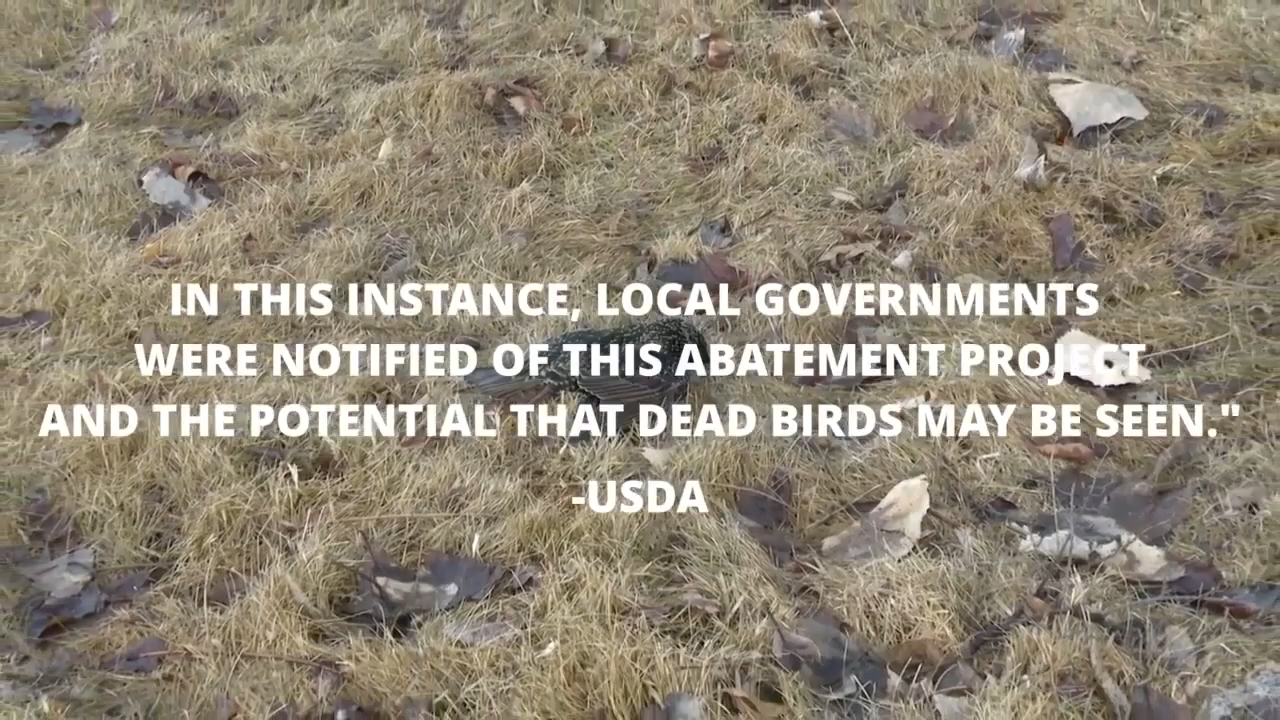 IN THIS INSTANCE, LOCAL GOVERNMENTS
WERE NOTIFIED OF THIS ABATEMENT PROJECT
AND THE POTENTIAL THAT DEAD BIRDS MAY BE SEEN."
-USDA